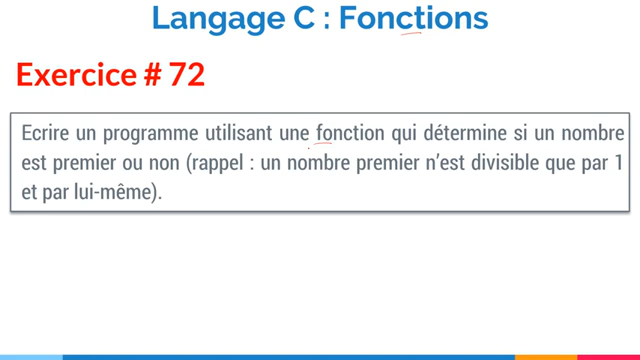 Langage C : Fonctions
Exercice # 72
Ecrire un programme utilisant une fonction qui détermine si un nombre
est premier ou non (rappel : un nombre premier n'est divisible que par 1
et par lui-même).